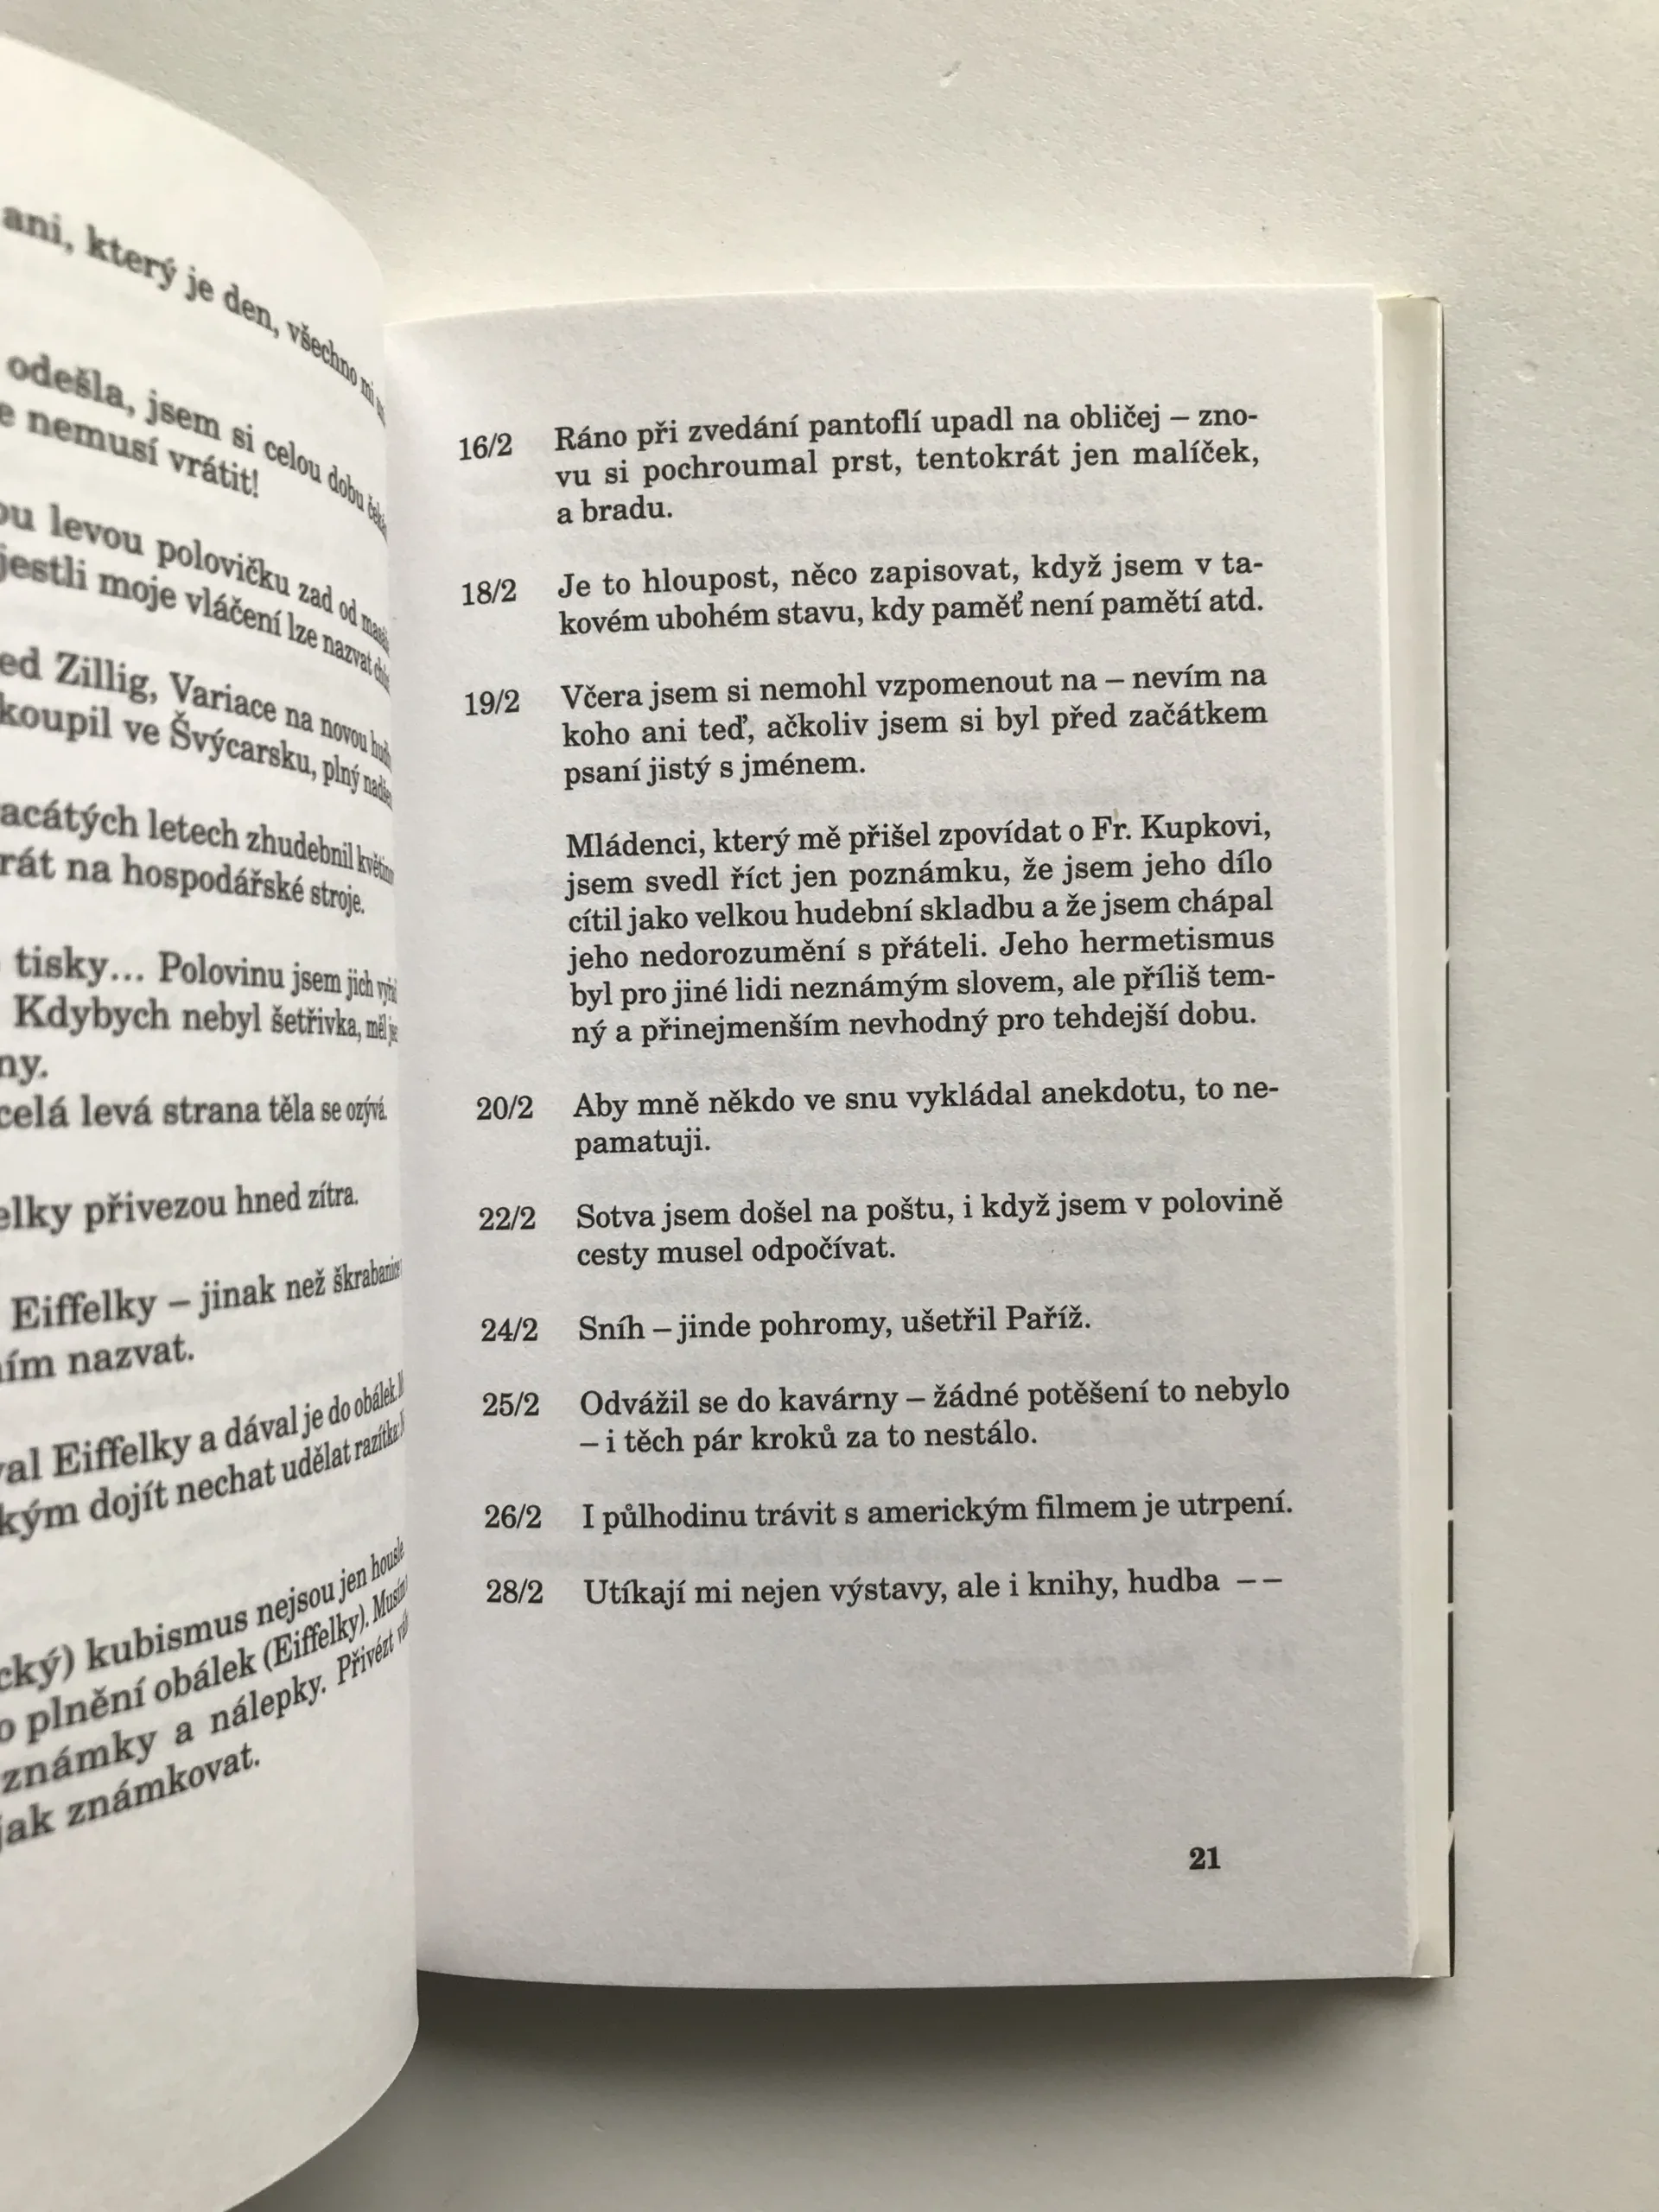 ani, který je den, všechno mi
odešla, jsem si celou dobu
nemusí vrátit!
levou polovičku zad od
jestli moje vláčení lze nazvat
Zillig, Variace na novou
koupil ve Švýcarsku, plný
letech zhudebnil
na hospodářské stroje.
tisky... Polovinu jsem jich
Kdybych nebyl šetřivka, měl
celá levá strana těla se ozývá.
přivezou hned zítra.
Eiffelky – jinak než škrabanice
nazvat.
Eiffelky a dával je do obálek.
dojít nechat udělat razítka:
kubismus nejsou jen housle
plnění obálek (Eiffelky). Musím
známky a nálepky. Přivézt
jak známkovat.
16/2 Ráno při zvedání pantoflí upadl na obličej – zno-
vu si pochroumal prst, tentokrát jen malíček,
a bradu.
18/2 Je to hloupost, něco zapisovat, když jsem v ta-
kovém ubohém stavu, kdy paměť není pamětí atd.
19/2 Včera jsem si nemohl vzpomenout na – nevím na
koho ani teď, ačkoliv jsem si byl před začátkem
psaní jistý s jménem.
Mládenci, který mě přišel zpovídat o Fr. Kupkovi,
jsem svedl říct jen poznámku, že jsem jeho dílo
cítil jako velkou hudební skladbu a že jsem chápal
jeho nedorozumění s přáteli. Jeho hermetismus
byl pro jiné lidi neznámým slovem, ale příliš tem-
ný a přinejmenším nevhodný pro tehdejší dobu.
20/2 Aby mně někdo ve snu vykládal anekdotu, to ne-
pamatuji.
22/2 Sotva jsem došel na poštu, i když jsem v polovině
cesty musel odpočívat.
24/2 Sníh – jinde pohromy, ušetřil Paříž.
25/2 Odvážil se do kavárny – žádné potěšení to nebylo
– i těch pár kroků za to nestálo.
26/2 I půlhodinu trávit s americkým filmem je utrpení.
28/2 Utíkají mi nejen výstavy, ale i knihy, hudba – –
21